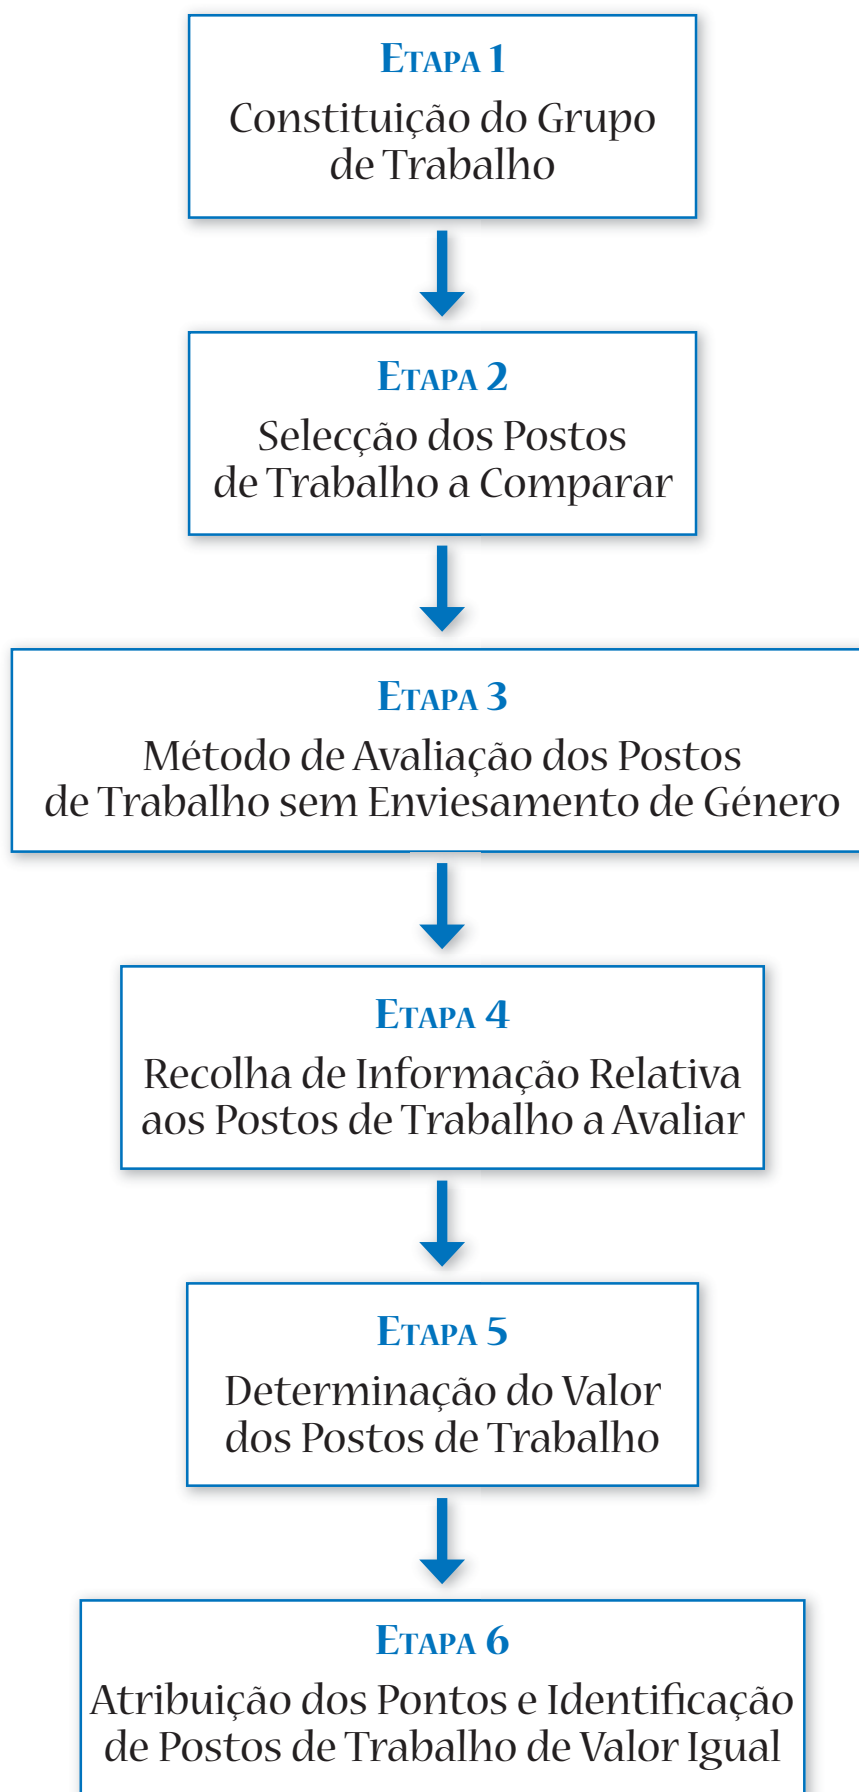 Etapa 1
Constituição do Grupo
de Trabalho
Etapa 2
Selecção dos Postos
de Trabalho a Comparar
Etapa 3
Método de Avaliação dos Postos
de Trabalho sem Enviesamento de Género
Etapa 4
Recolha de Informação Relativa
aos Postos de Trabalho a Avaliar
Etapa 5
Determinação do Valor
dos Postos de Trabalho
Etapa 6
Atribuição dos Pontos e Identificação
de Postos de Trabalho de Valor Igual